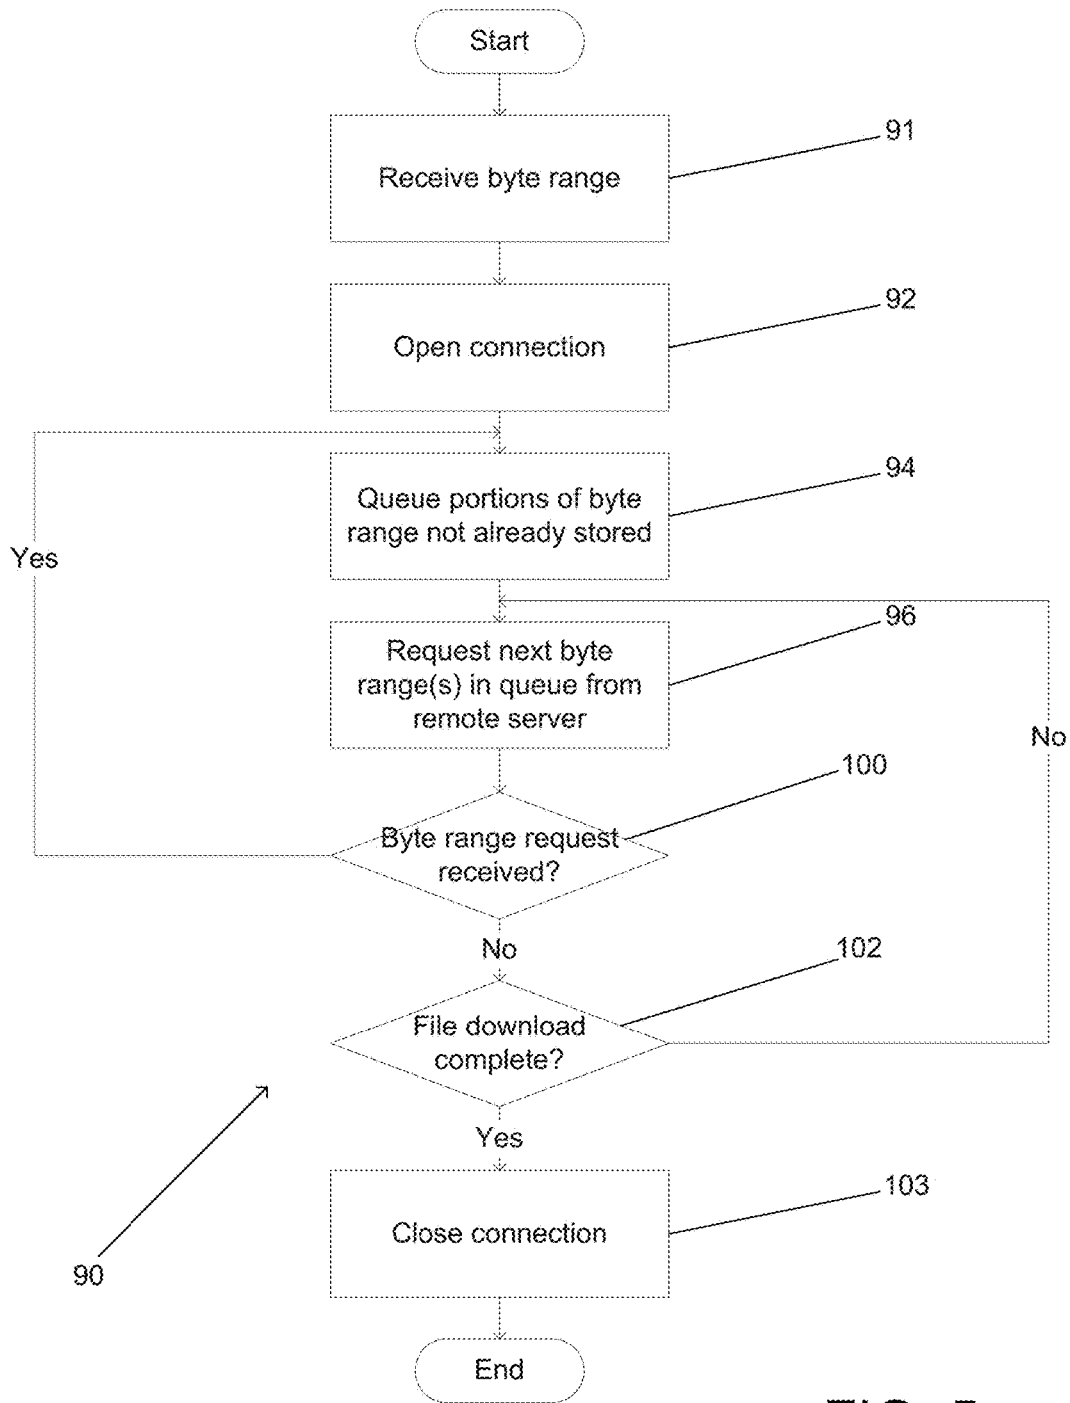 Start
91
Receive byte range
92
Open connection
94
Queue portions of byte
range not already stored
Yes
96
Request next byte
range(s) in queue from
remote server
No
100
Byte range request
received?
No
102
File download
complete?
Yes
103
Close connection
90
End